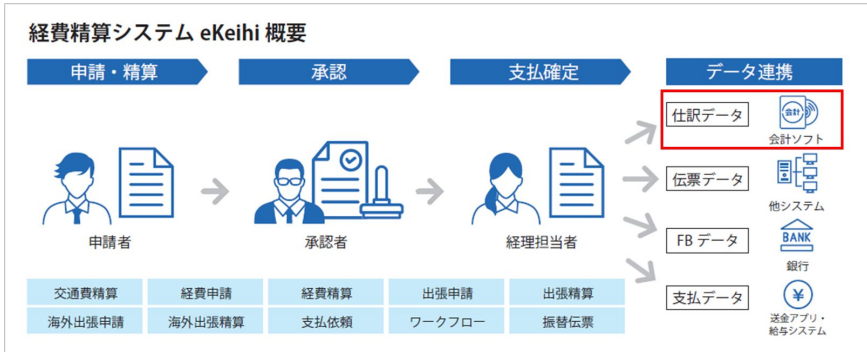 経費精算システム eKeihi 概要
申請・精算
承認
支払確定
データ連携
申請者
承認者
経理担当者
仕訳データ
会計
会計ソフト
伝票データ
他システム
FB データ
BANK
銀行
支払データ
¥
送金アプリ・
給与システム
交通費精算
経費申請
経費精算
出張申請
出張精算
海外出張申請
海外出張精算
支払依頼
ワークフロー
振替伝票